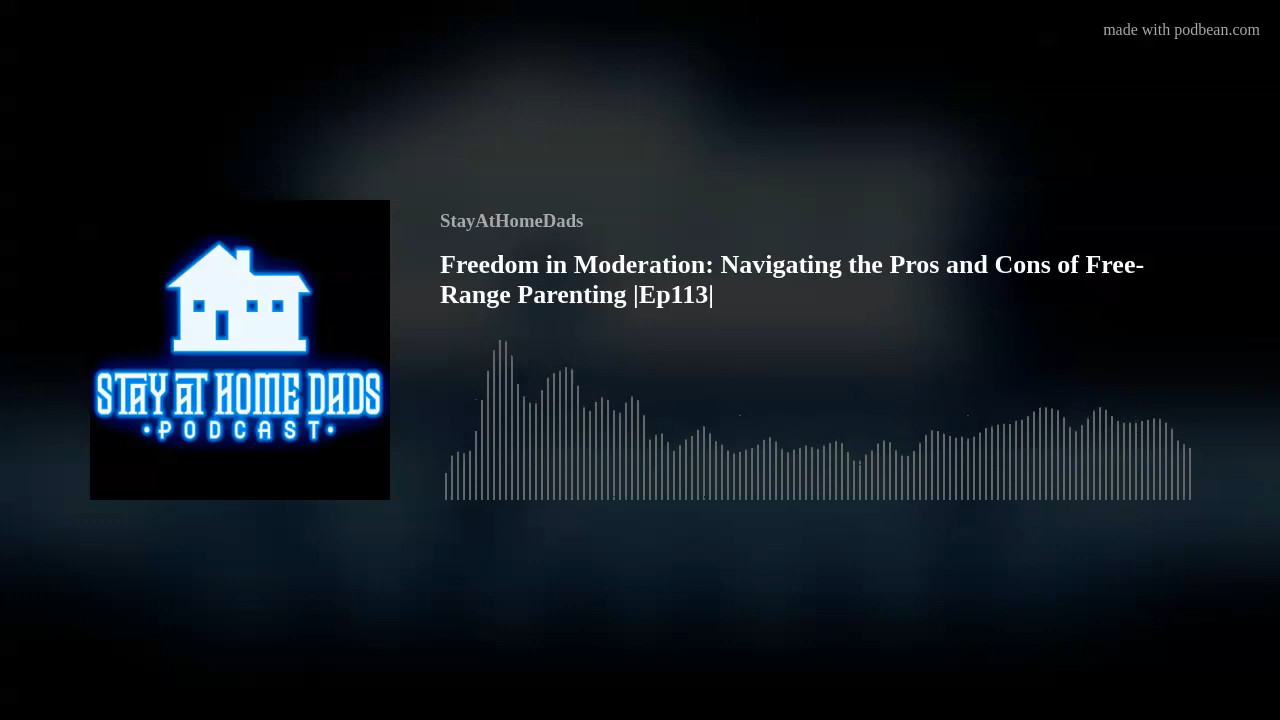 made with podbean.com
StayAtHomeDads
Freedom in Moderation: Navigating the Pros and Cons of Free-
Range Parenting |Ep113|
STAY AT HOME DADS
•PODCAST•